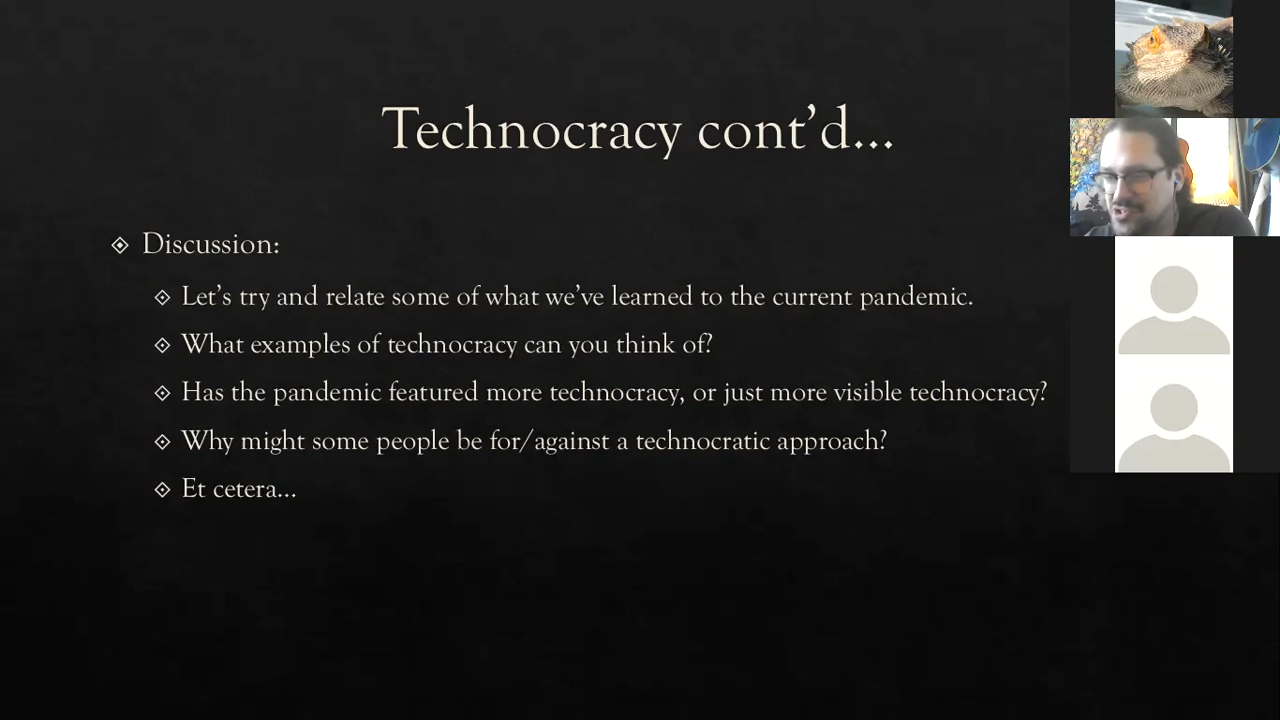 Technocracy cont’d…
Discussion:
Let’s try and relate some of what we’ve learned to the current pandemic.
What examples of technocracy can you think of?
Has the pandemic featured more technocracy, or just more visible technocracy?
Why might some people be for/against a technocratic approach?
Et cetera…